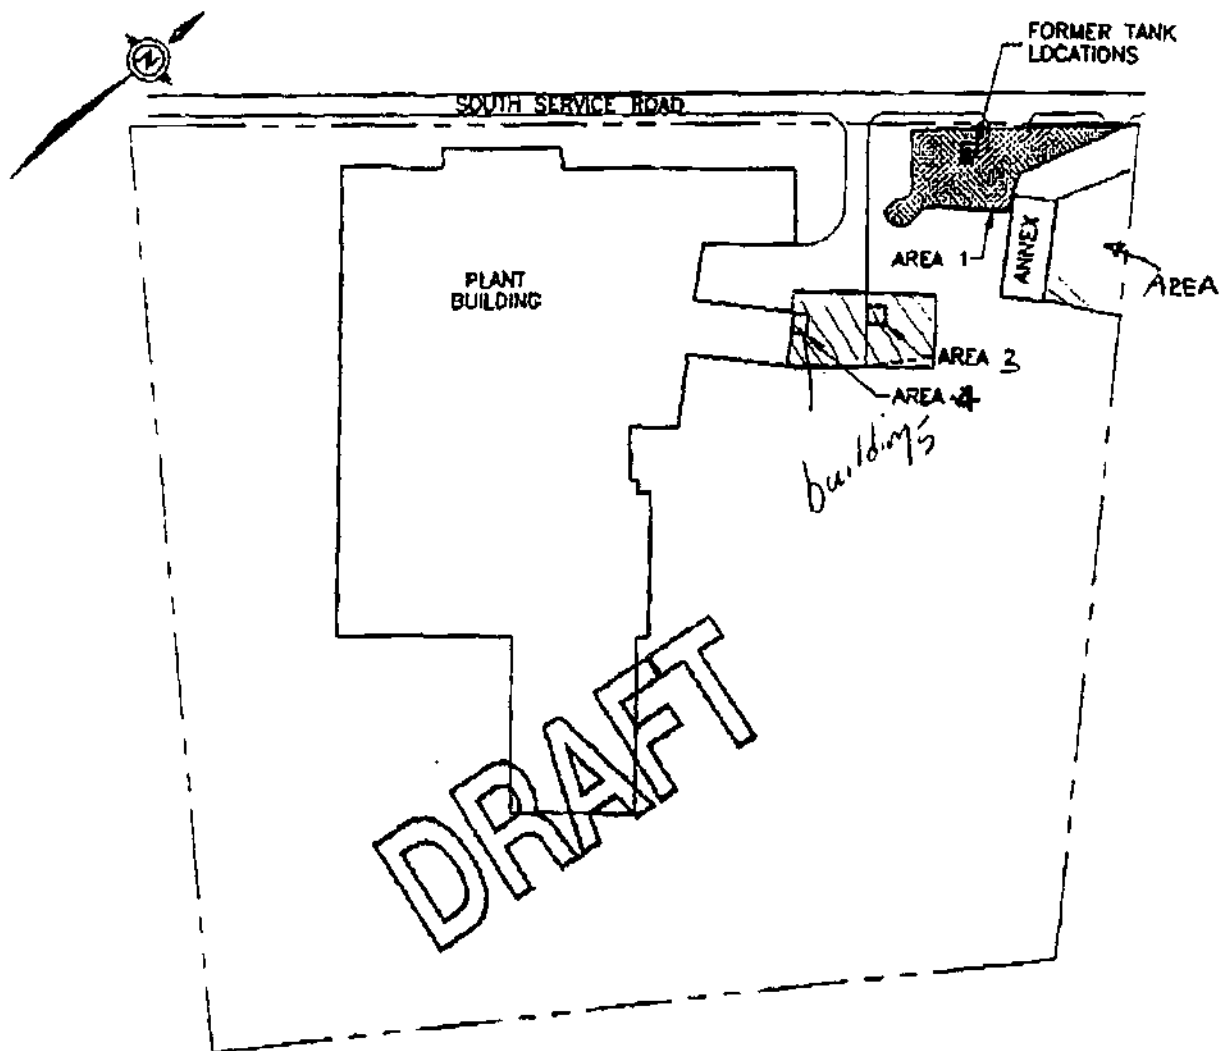 FORMER TANK
LOCATIONS
SOUTH SERVICE ROAD
AREA 1
ANNEX
PLANT
BUILDING
AREA
AREA 3
AREA 4
buildings
DRAFT